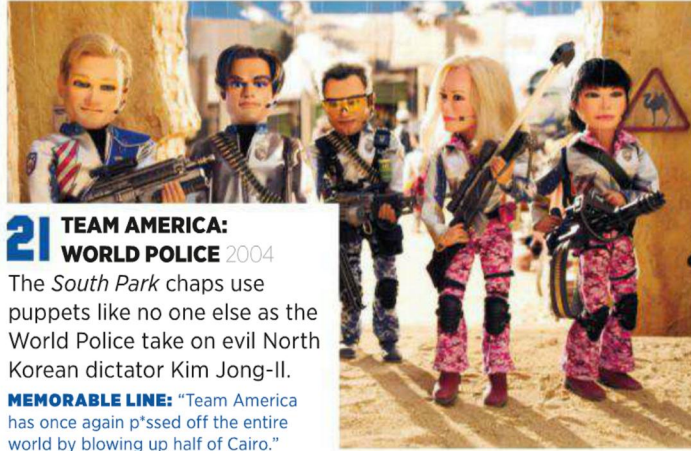 21 TEAM AMERICA:
WORLD POLICE 2004
The South Park chaps use
puppets like no one else as the
World Police take on evil North
Korean dictator Kim Jong-Il.
MEMORABLE LINE: “Team America
has once again p*ssed off the entire
world by blowing up half of Cairo.”